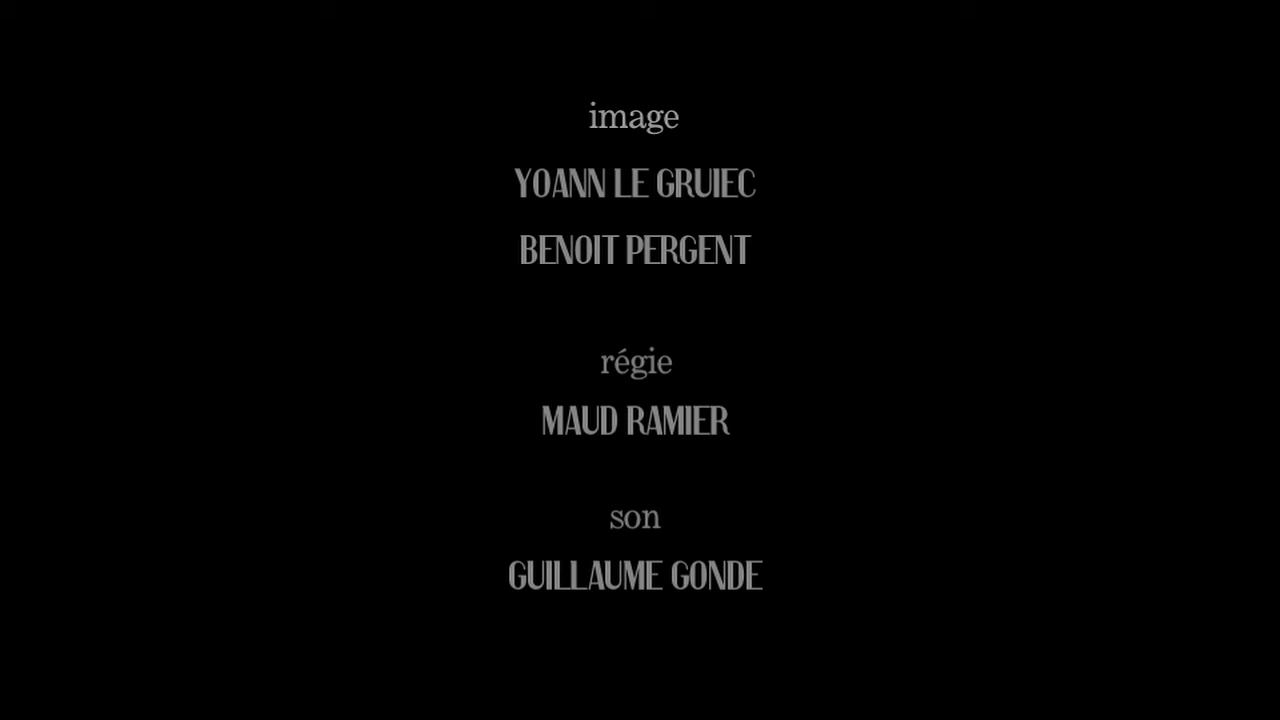 image
YOANN LE GRUIEC
BENOIT PERGENT
régie
MAUD RAMIER
son
GUILLAUME GONDE